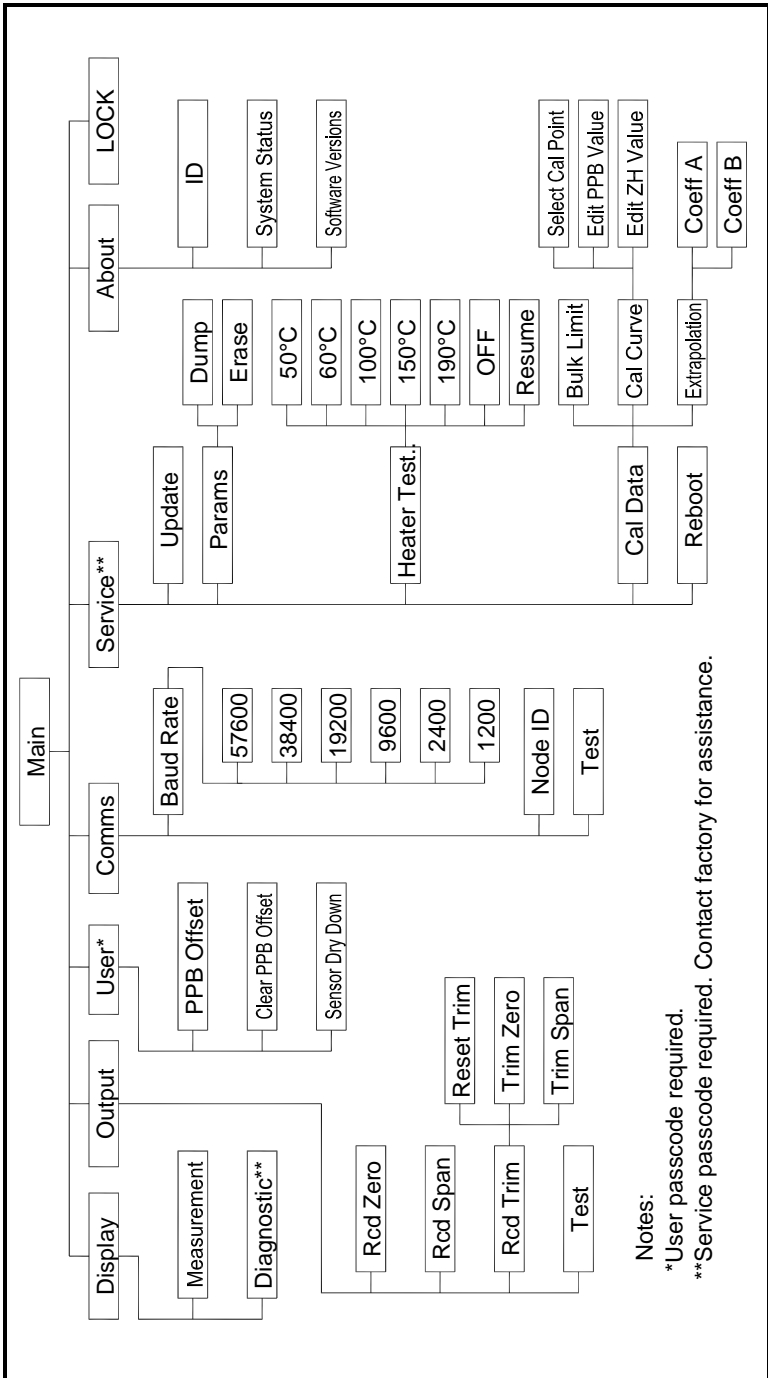 Main
Display
Measurement
Diagnostic**
Output
Rcd Zero
Rcd Span
Rcd Trim
Reset Trim
Trim Zero
Trim Span
Test
User*
PPB Offset
Clear PPB Offset
Sensor Dry Down
Comms
Baud Rate
57600
38400
19200
9600
2400
1200
Node ID
Test
Service**
Update
Params
Dump
Erase
Heater Test..
50°C
60°C
100°C
150°C
190°C
OFF
Resume
Cal Data
Bulk Limit
Cal Curve
Select Cal Point
Edit PPB Value
Edit ZH Value
Extrapolation
Coeff A
Coeff B
Reboot
About
ID
System Status
Software Versions
LOCK
Notes:
*User passcode required.
**Service passcode required. Contact factory for assistance.